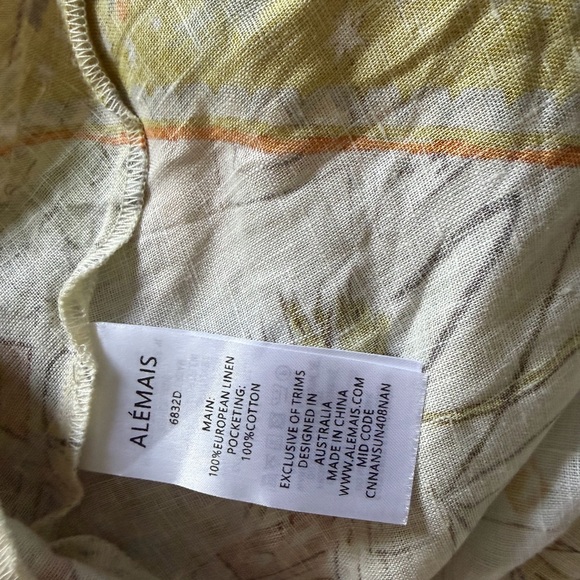 ALÉMAIS
6832D
MAIN:
100%EUROPEAN LINEN
POCKETING:
100%COTTON
EXCLUSIVE OF TRIMS
DESIGNED IN
AUSTRALIA
MADE IN CHINA
WWW.ALEMAIS.COM
MID CODE
CNNANSUN408NAN